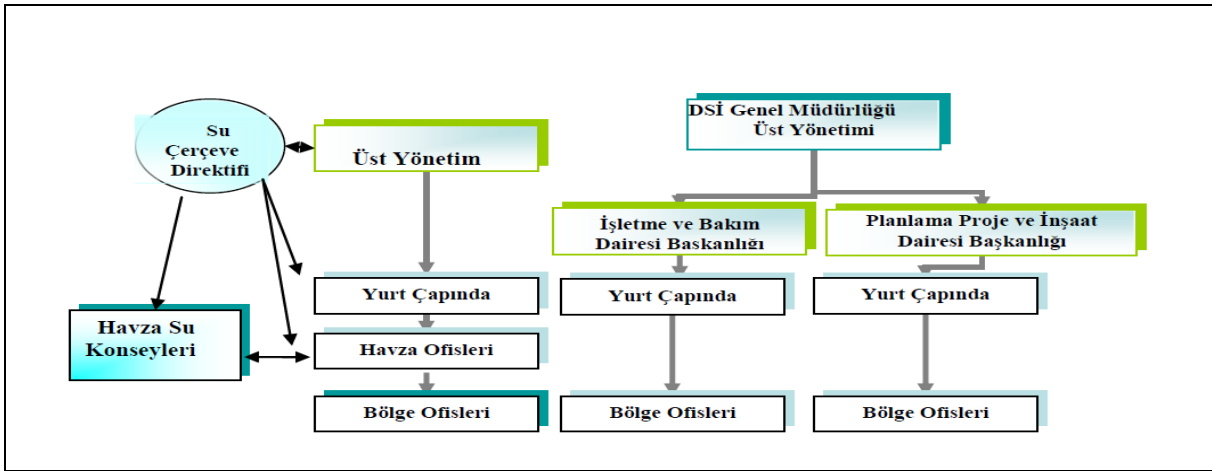 Su
Çerçeve
Direktifi
Üst Yönetim
DSİ Genel Müdürlüğü
Üst Yönetimi
İşletme ve Bakım
Dairesi Baskanlığı
Planlama Proje ve İnşaat
Dairesi Başkanlığı
Yurt Çapında
Yurt Çapında
Yurt Çapında
Havza Su
Konseyleri
Havza Ofisleri
Bölge Ofisleri
Bölge Ofisleri
Bölge Ofisleri